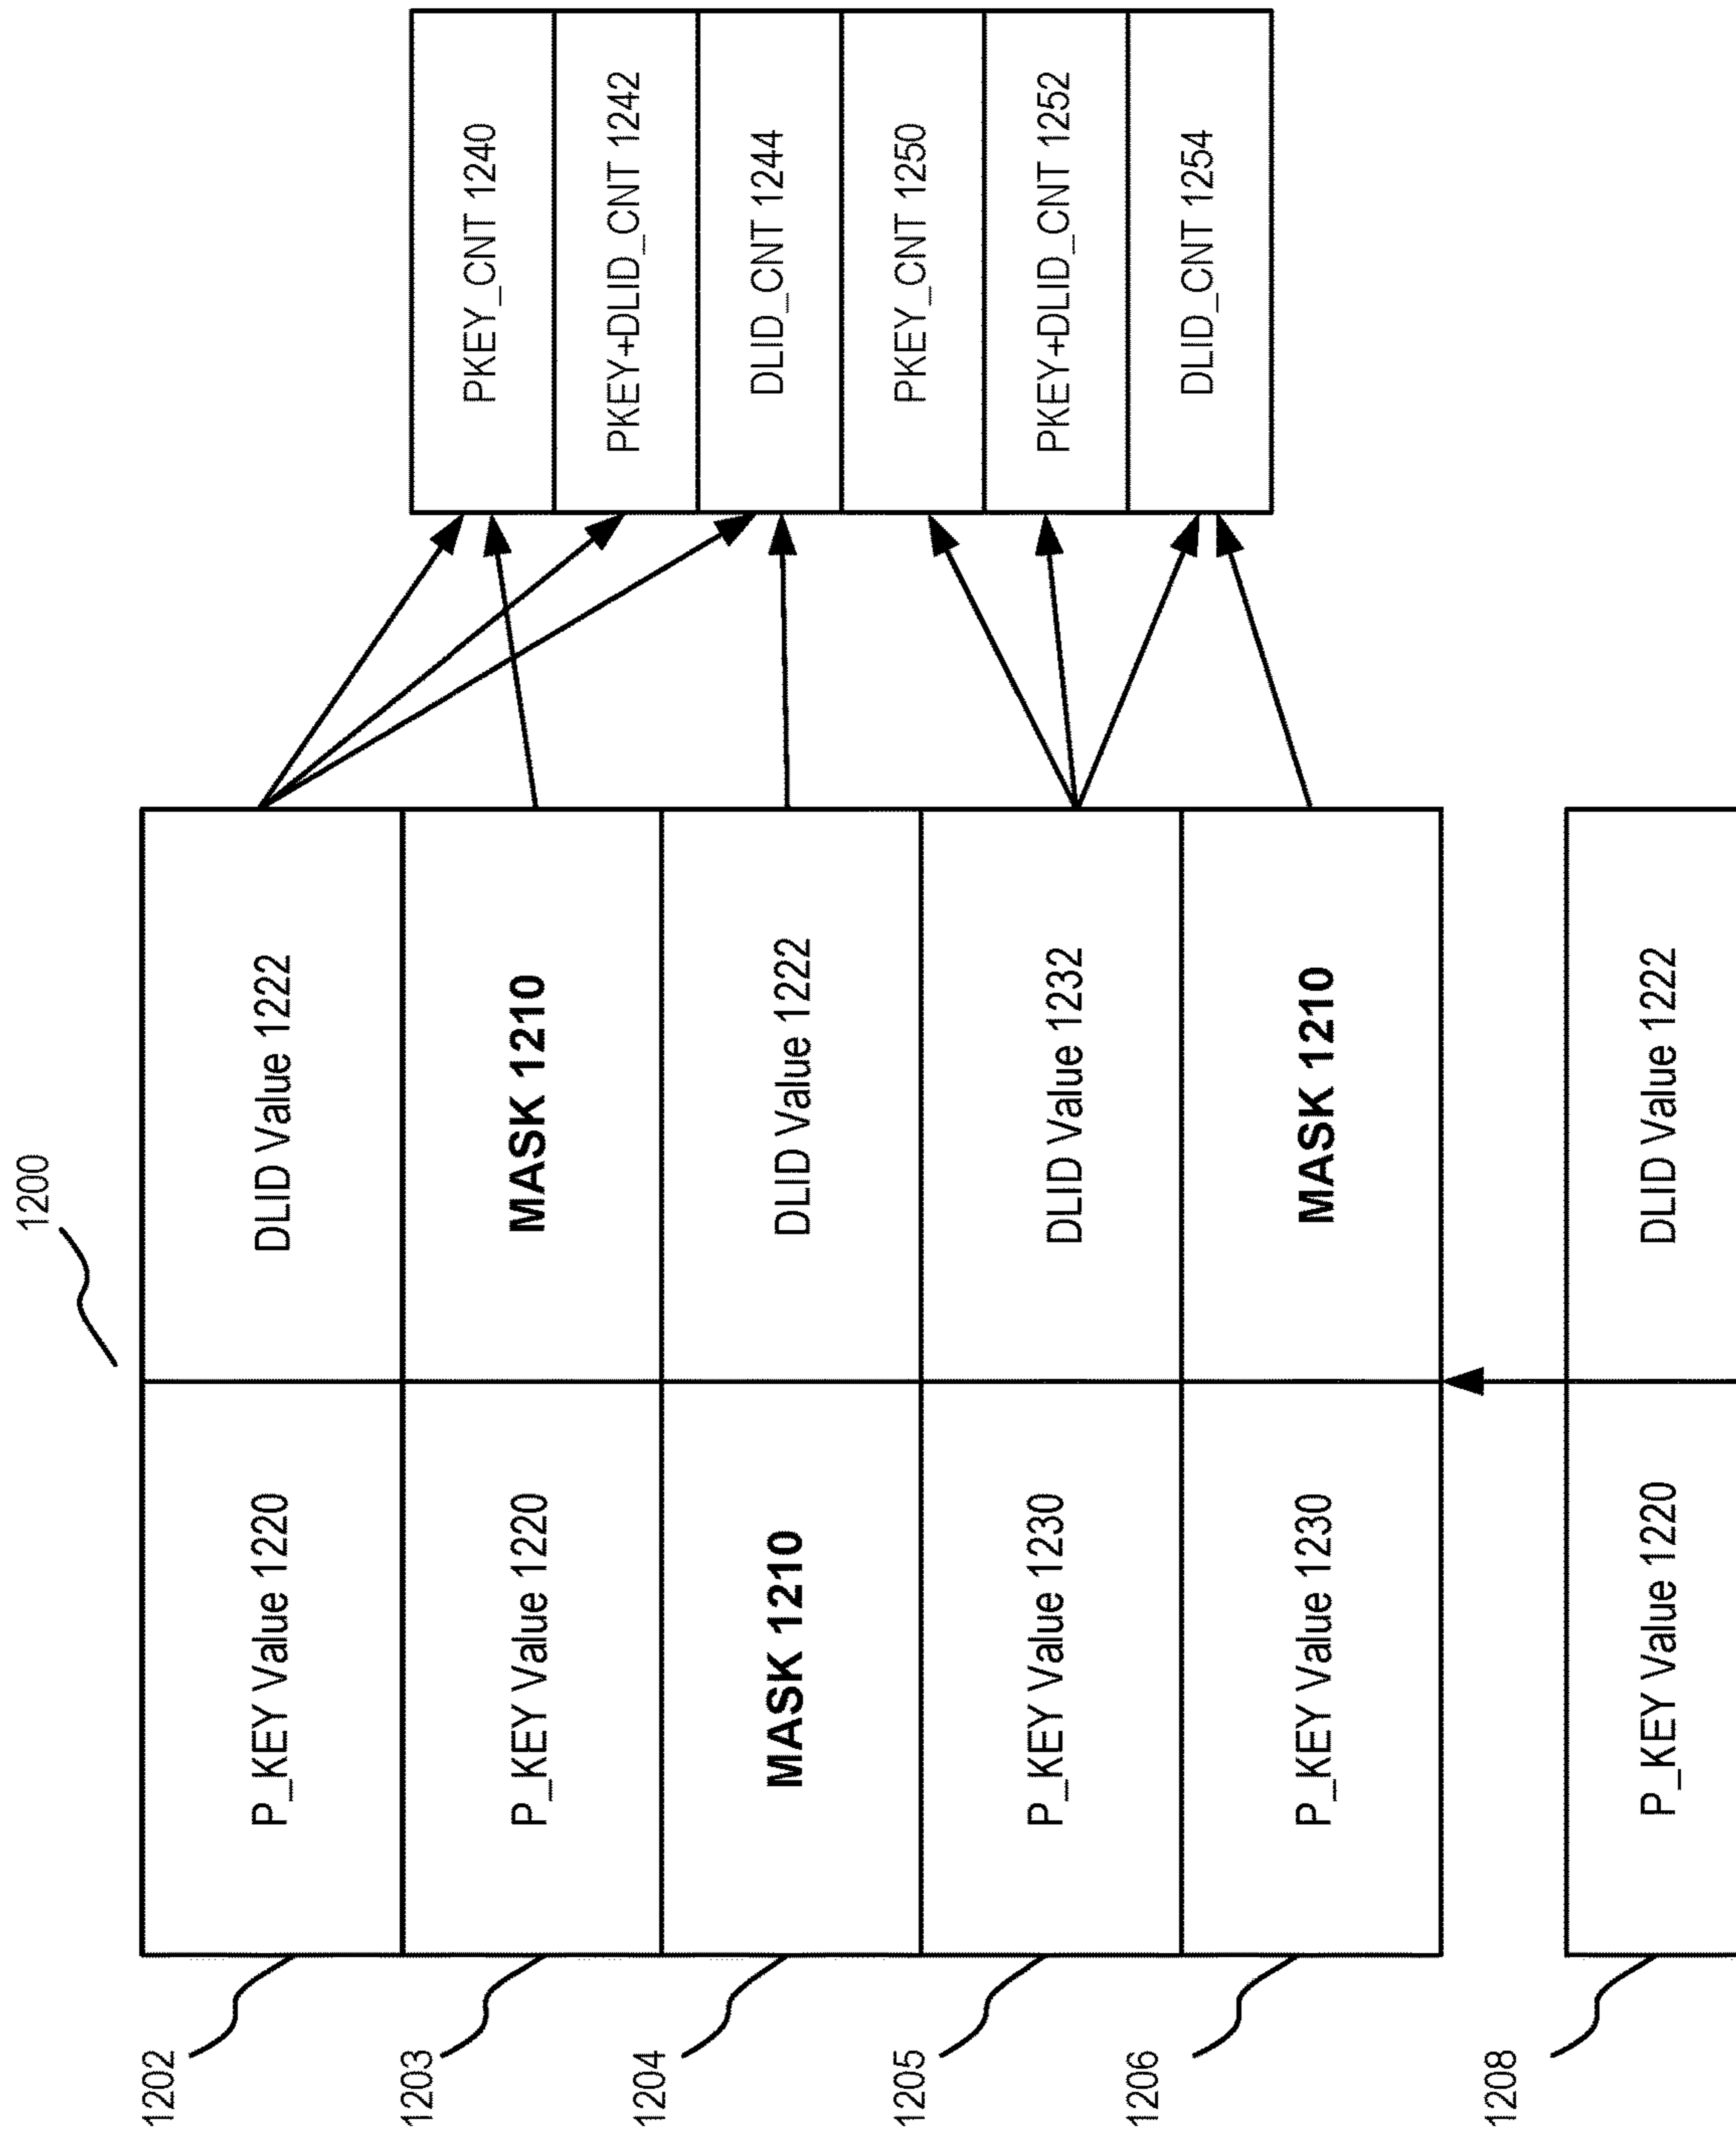 1200
1202
P_KEY Value 1220
DLID Value 1222
1203
P_KEY Value 1220
MASK 1210
1204
MASK 1210
DLID Value 1222
1205
P_KEY Value 1230
DLID Value 1232
1206
P_KEY Value 1230
MASK 1210
1208
P_KEY Value 1220
DLID Value 1222
PKEY_CNT 1240
PKEY+DLID_CNT 1242
DLID_CNT 1244
PKEY_CNT 1250
PKEY+DLID_CNT 1252
DLID_CNT 1254